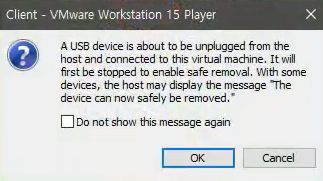 Client - VMware Workstation 15 Player
A USB device is about to be unplugged from the
host and connected to this virtual machine. It will
first be stopped to enable safe removal. With some
devices, the host may display the message "The
device can now safely be removed."
Do not show this message again
OK Cancel